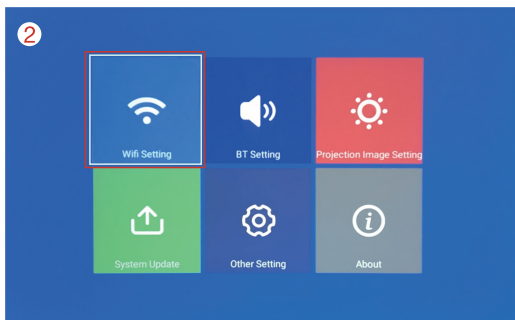 2
Wifi Setting
BT Setting
Projection Image Setting
System Update
Other Setting
About